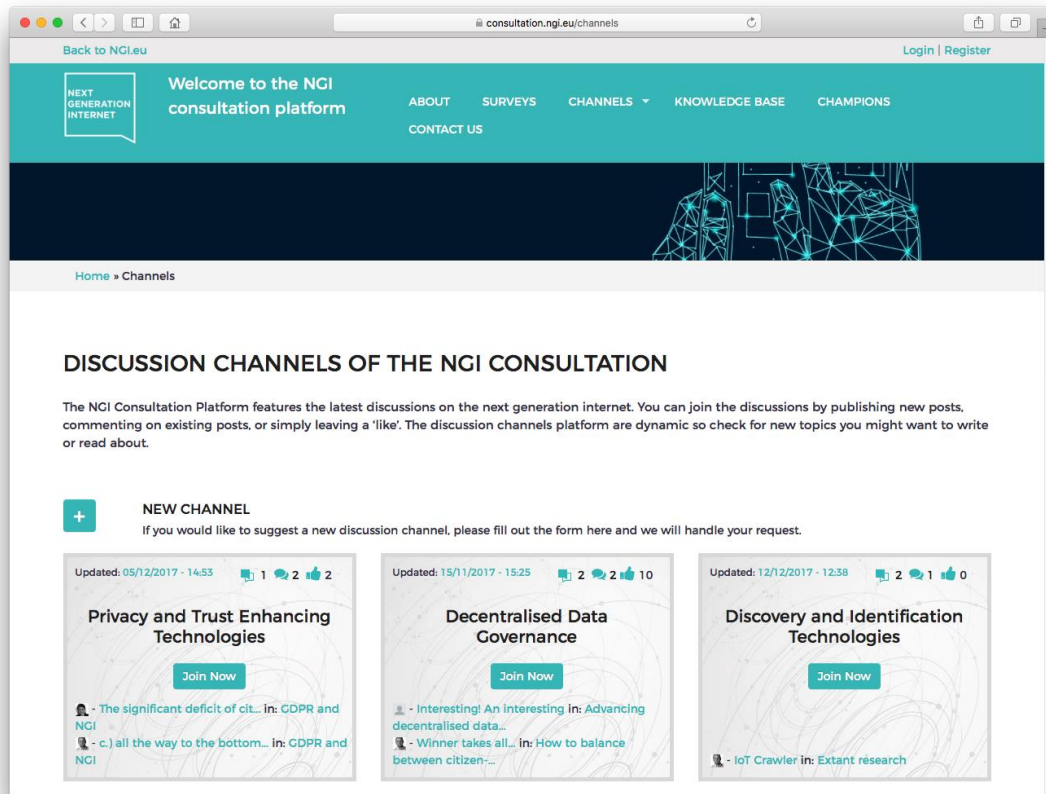 consultation.ngi.eu/channels
Back to NGI.eu
Login | Register
NEXT
GENERATION
INTERNET
Welcome to the NGI
consultation platform
ABOUT SURVEYS CHANNELS KNOWLEDGE BASE CHAMPIONS
CONTACT US
Home » Channels
DISCUSSION CHANNELS OF THE NGI CONSULTATION
The NGI Consultation Platform features the latest discussions on the next generation internet. You can join the discussions by publishing new posts,
commenting on existing posts, or simply leaving a 'like'. The discussion channels platform are dynamic so check for new topics you might want to write
or read about.
+
NEW CHANNEL
If you would like to suggest a new discussion channel, please fill out the form here and we will handle your request.
Updated: 05/12/2017 - 14:53 1 2 2
Privacy and Trust Enhancing
Technologies
Join Now
- The significant deficit of cit... in: GDPR and
NGI
- c.) all the way to the bottom... in: GDPR and
NGI
Updated: 15/11/2017 - 15:25 2 2 10
Decentralised Data
Governance
Join Now
- Interesting! An interesting in: Advancing
decentralised data...
- Winner takes all... in: How to balance
between citizen-...
Updated: 12/12/2017 - 12:38 2 1 0
Discovery and Identification
Technologies
Join Now
- IoT Crawler in: Extant research